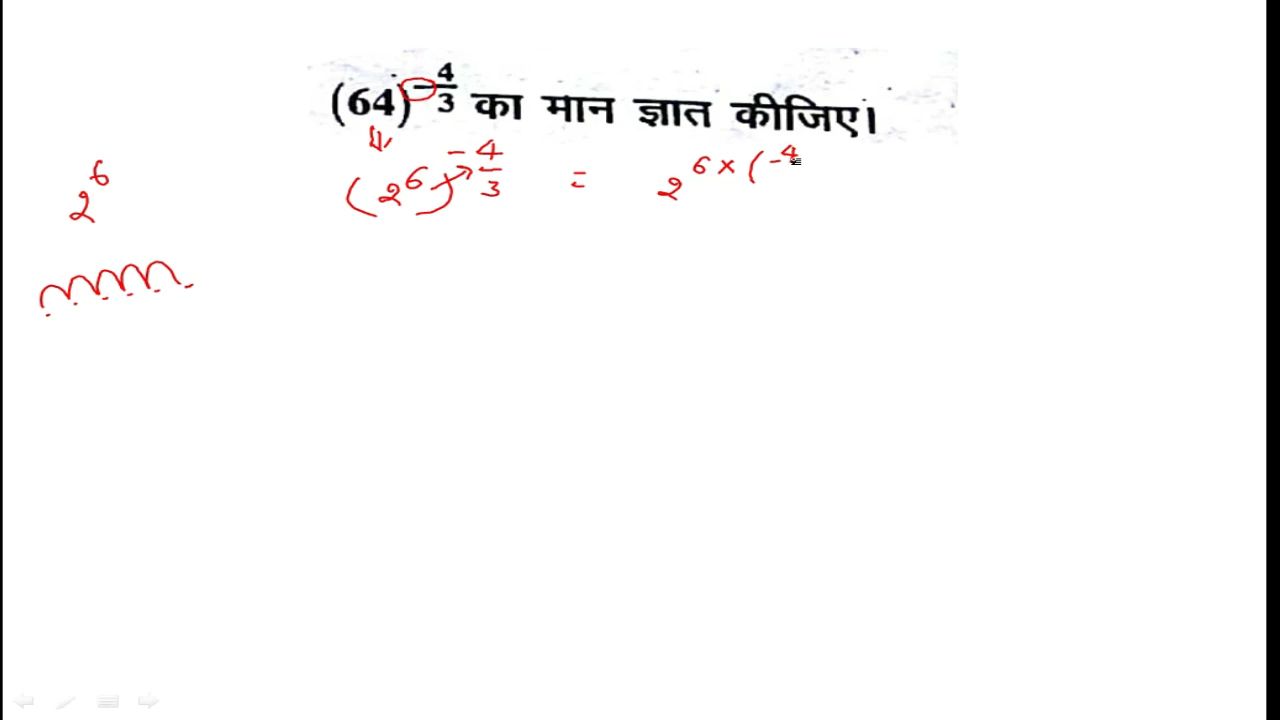 (64)^-4/3 का मान ज्ञात कीजिए।
2^6
(2^6)^-4/3 = 2^6×(-4